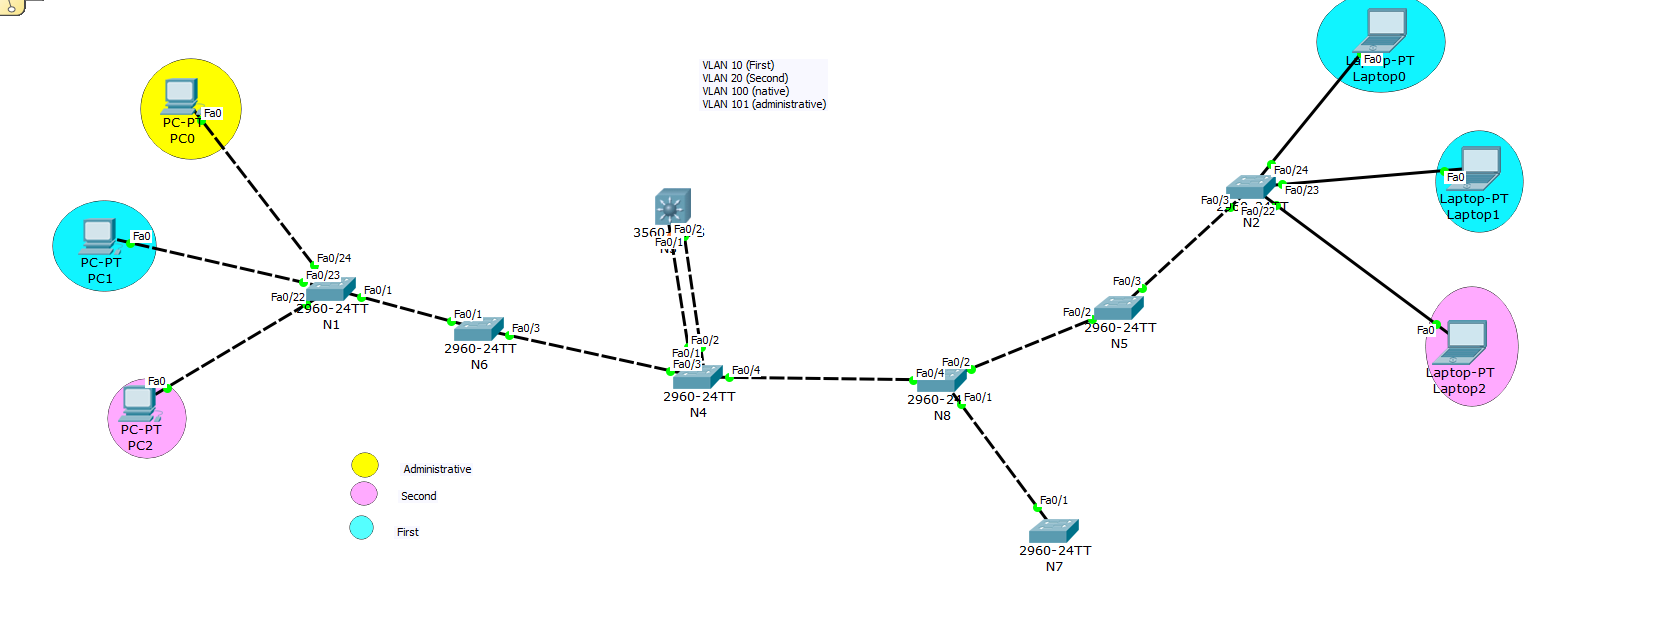 VLAN 10 (First)
VLAN 20 (Second)
VLAN 100 (native)
VLAN 101 (administrative)
Fa0
PC-PT
PC0
Fa0
PC-PT
PC1
Fa0
PC-PT
PC2
Fa0/24
Fa0/23
Fa0/22
Fa0/1
2960-24TT
N1
Fa0/1
Fa0/3
2960-24TT
N6
Fa0/2
Fa0/1
Fa0/2
Fa0/1
Fa0/3
Fa0/4
2960-24TT
N4
Fa0/2
Fa0/4
Fa0/1
N8
Fa0/1
2960-24TT
N7
Fa0/3
Fa0/2
2960-24TT
N5
Fa0/24
Fa0/23
Fa0/3
Fa0/22
N2
Fa0
Laptop0
Fa0
Laptop-PT
Laptop1
Fa0
Laptop-PT
Laptop2
Administrative
Second
First